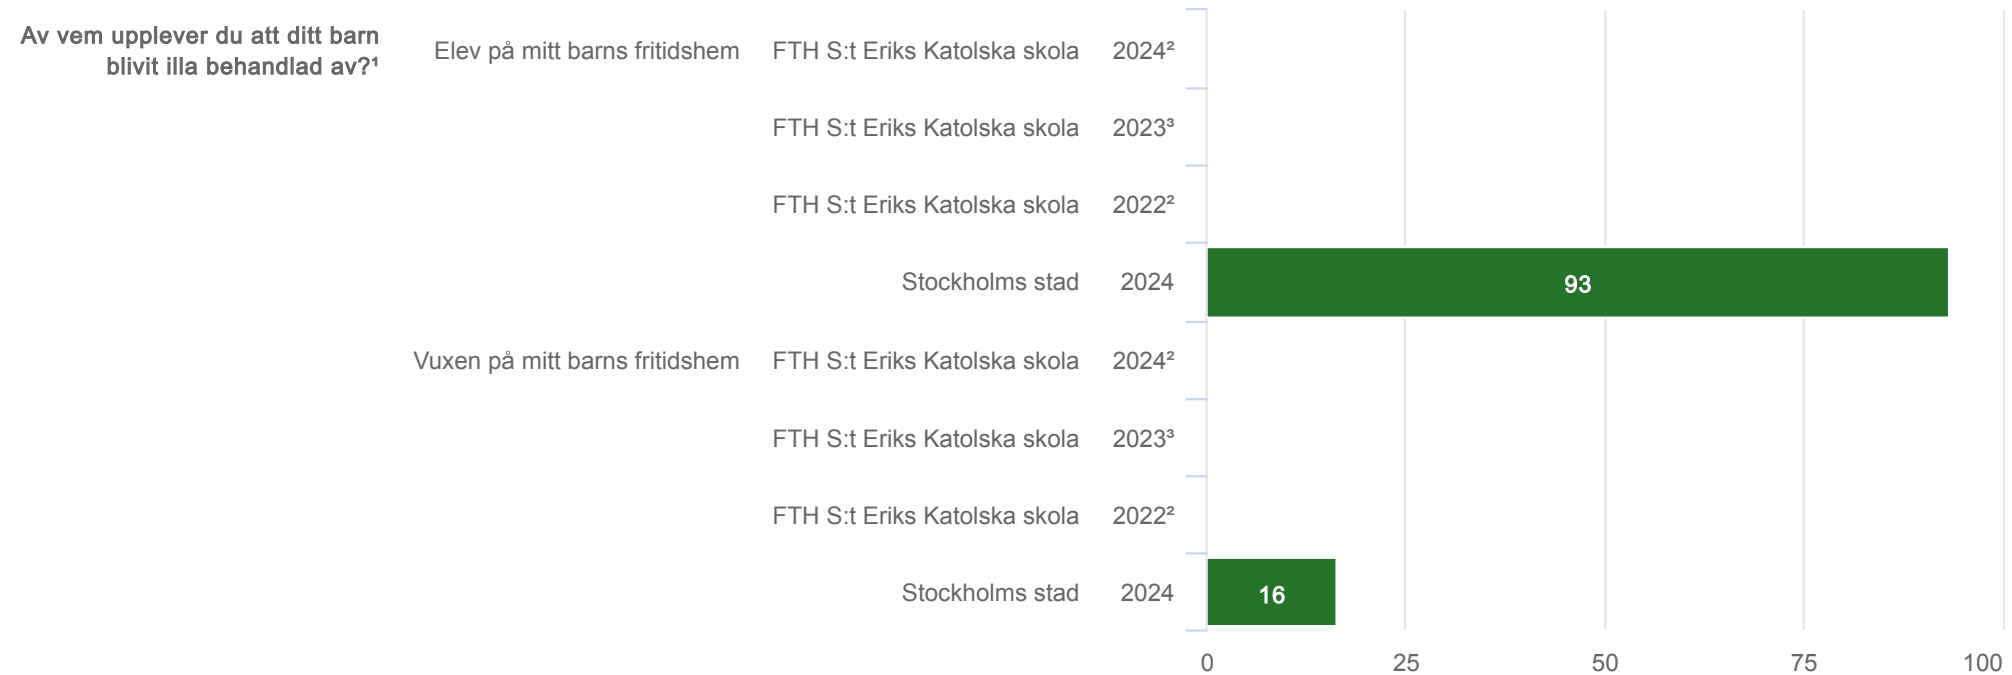 Av vem upplever du att ditt barn
blivit illa behandlad av?¹
Elev på mitt barns fritidshem FTH S:t Eriks Katolska skola 2024²
FTH S:t Eriks Katolska skola 2023³
FTH S:t Eriks Katolska skola 2022²
Stockholms stad 2024 93
Vuxen på mitt barns fritidshem FTH S:t Eriks Katolska skola 2024²
FTH S:t Eriks Katolska skola 2023³
FTH S:t Eriks Katolska skola 2022²
Stockholms stad 2024 16
0 25 50 75 100